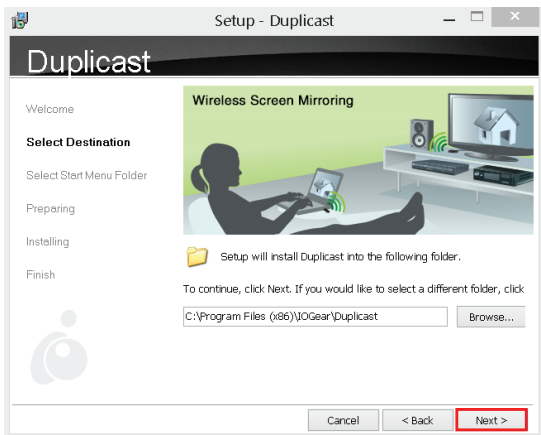 Setup - Duplicast
Duplicast
Welcome
Select Destination
Select Start Menu Folder
Preparing
Installing
Finish
Wireless Screen Mirroring
Setup will install Duplicast into the following folder.
To continue, click Next. If you would like to select a different folder, click
C:\Program Files (x86)\IOGear\Duplicast
Browse...
Cancel
< Back
Next >